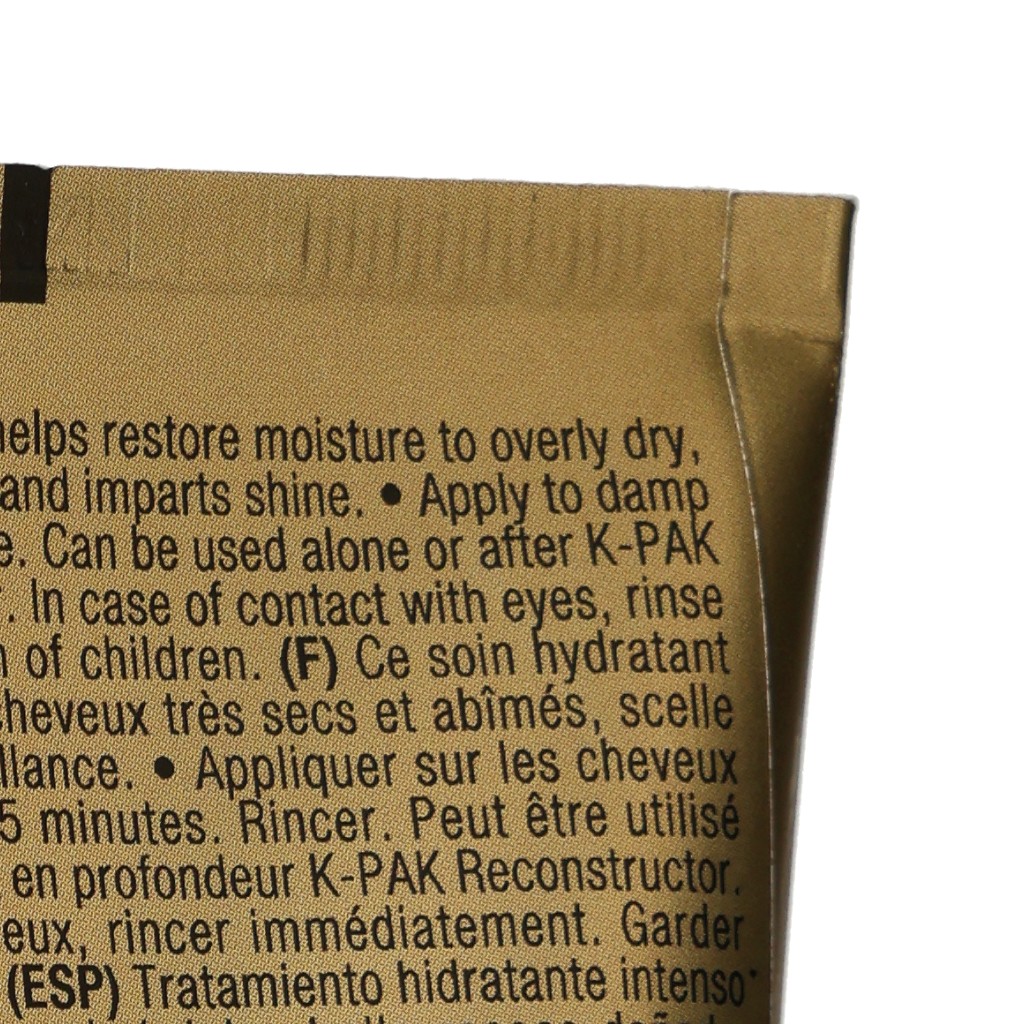 helps restore moisture to overly dry,
and imparts shine. • Apply to damp
e. Can be used alone or after K-PAK
. In case of contact with eyes, rinse
of children. (F) Ce soin hydratant
cheveux très secs et abîmés, scelle
llance. • Appliquer sur les cheveux
5 minutes. Rincer. Peut être utilisé
en profondeur K-PAK Reconstructor.
eux, rincer immédiatement. Garder
(ESP) Tratamiento hidratante intenso